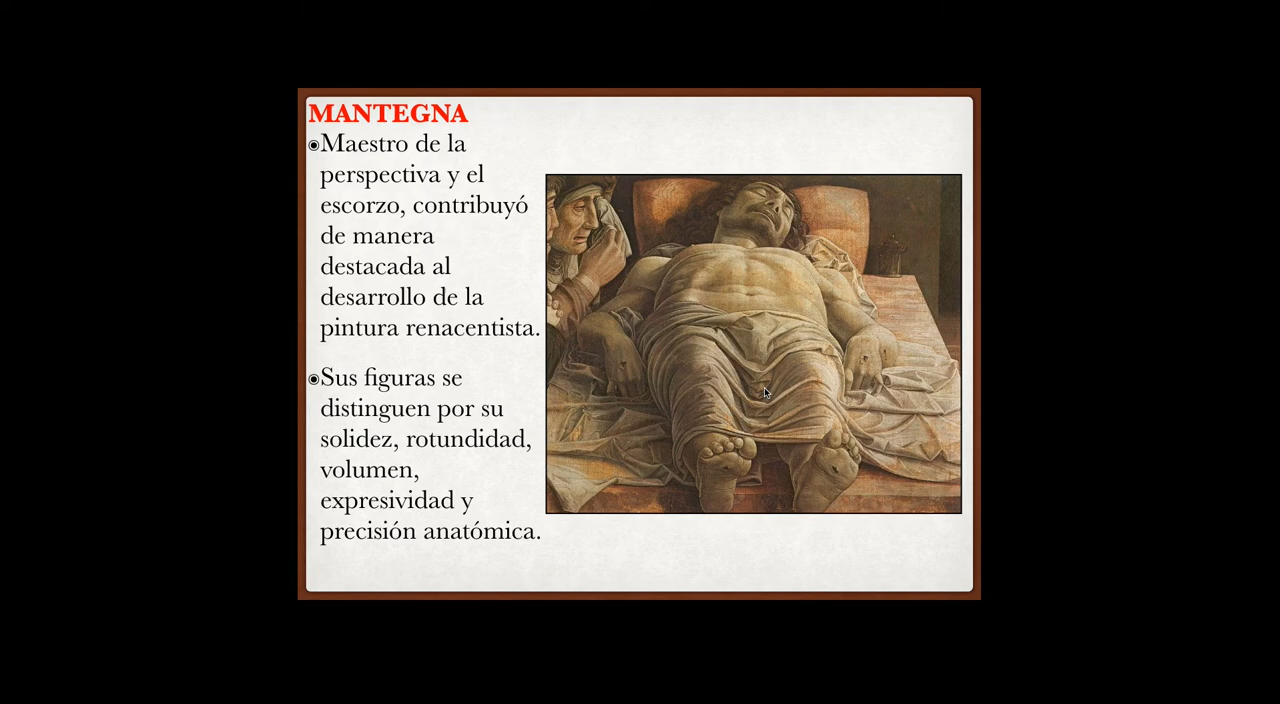 MANTEGNA
Maestro de la
perspectiva y el
escorzo, contribuyó
de manera
destacada al
desarrollo de la
pintura renacentista.
Sus figuras se
distinguen por su
solidez, rotundidad,
volumen,
expresividad y
precisión anatómica.